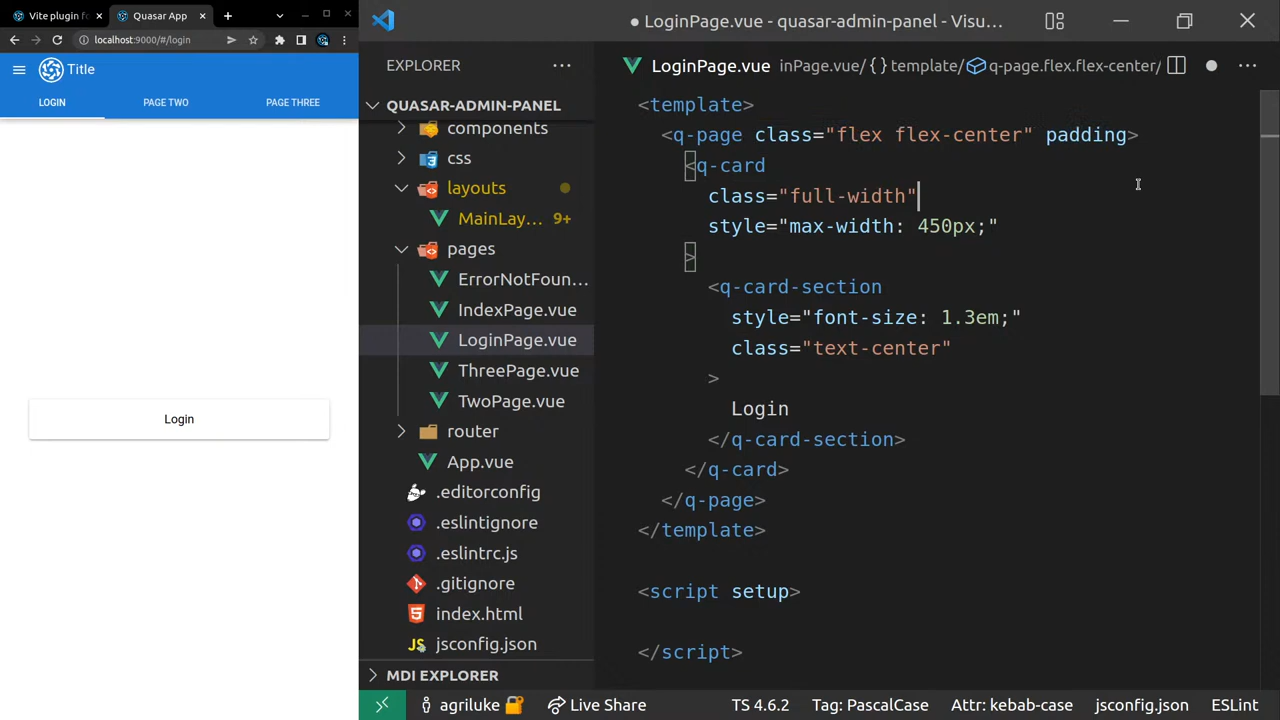 Vite plugin fo
Quasar App
localhost:9000/#/login
Title
LOGIN
PAGE TWO
PAGE THREE
Login
LoginPage.vue - quasar-admin-panel - Visu...
EXPLORER
QUASAR-ADMIN-PANEL
components
css
layouts
MainLay... 9+
pages
ErrorNotFoun...
IndexPage.vue
LoginPage.vue
ThreePage.vue
TwoPage.vue
router
App.vue
.editorconfig
.eslintignore
.eslintrc.js
.gitignore
index.html
JS jsconfig.json
MDI EXPLORER
LoginPage.vue inPage.vue/ {} template/ q-page.flex.flex-center/
<template>
<q-page class="flex flex-center" padding>
<q-card
class="full-width"
style="max-width: 450px;"
>
<q-card-section
style="font-size: 1.3em;"
class="text-center"
>
Login
</q-card-section>
</q-card>
</q-page>
</template>
<script setup>
</script>
agriluke Live Share TS 4.6.2 Tag: PascalCase Attr: kebab-case jsconfig.json ESLint